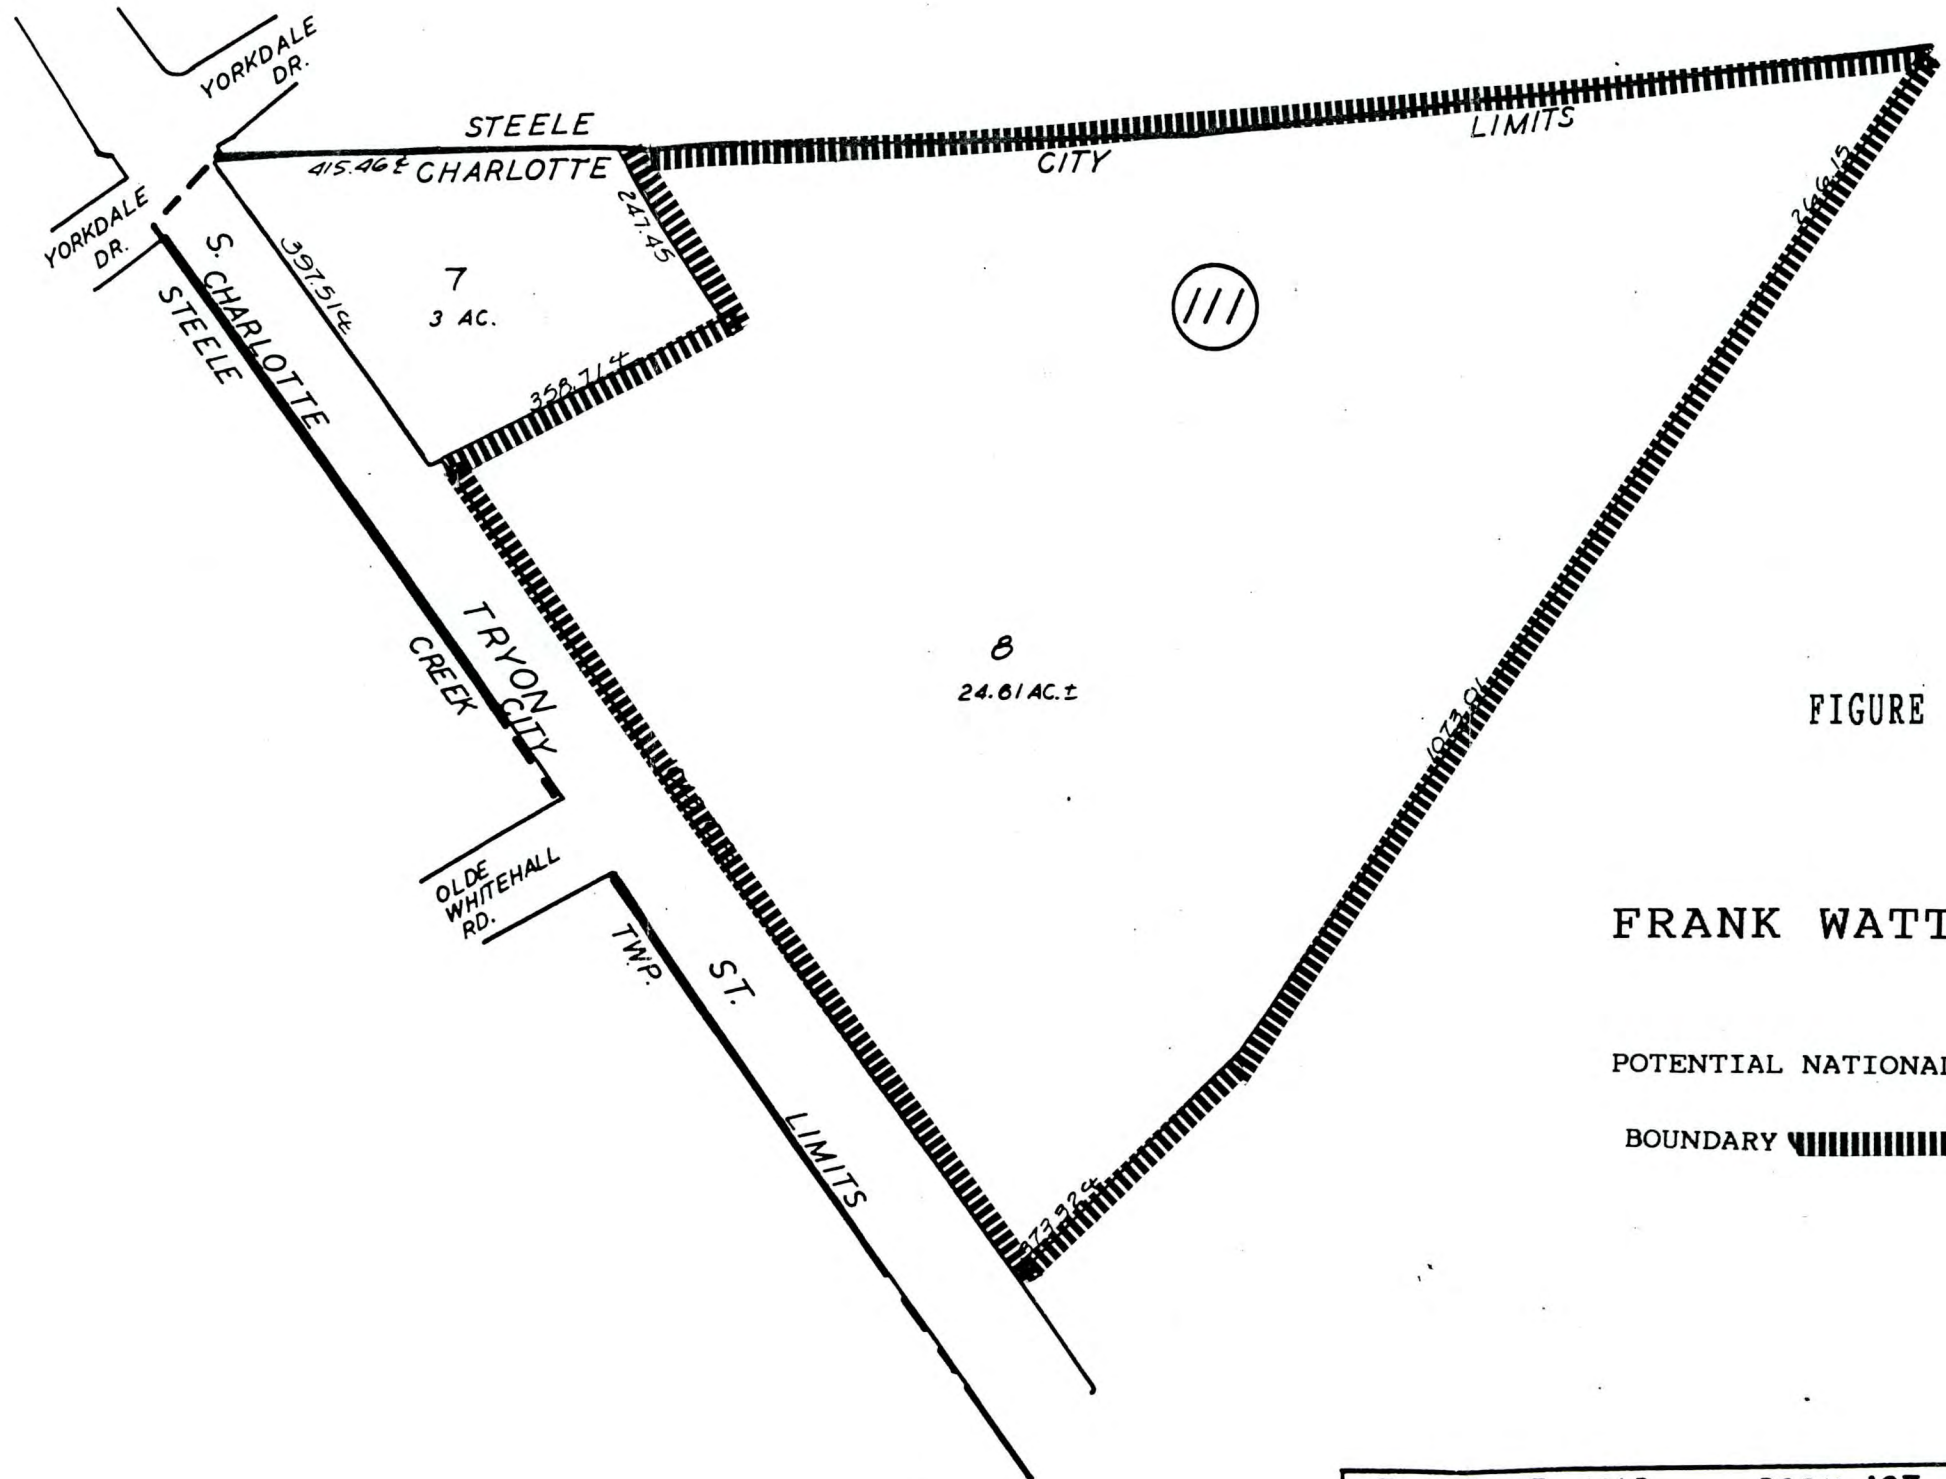 YORKDALE
DR.
STEELE
415.46 ± CHARLOTTE
CITY
LIMITS
YORKDALE
DR.
S. CHARLOTTE
STEELE
397.51
247.45
266.15
7
3 AC.
358.71
111
TRYON
CITY
CREEK
8
24.61 AC.±
1073.06
FIGURE
OLDE
WHITEHALL
RD.
TWP.
ST.
FRANK WATT
LIMITS
POTENTIAL NATIONAL
BOUNDARY